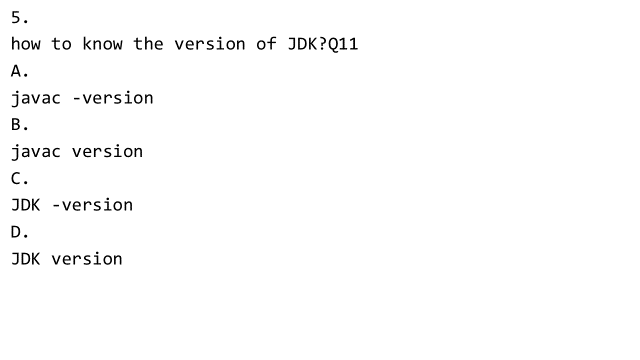 5.
how to know the version of JDK?Q11
A.
javac -version
B.
javac version
C.
JDK -version
D.
JDK version